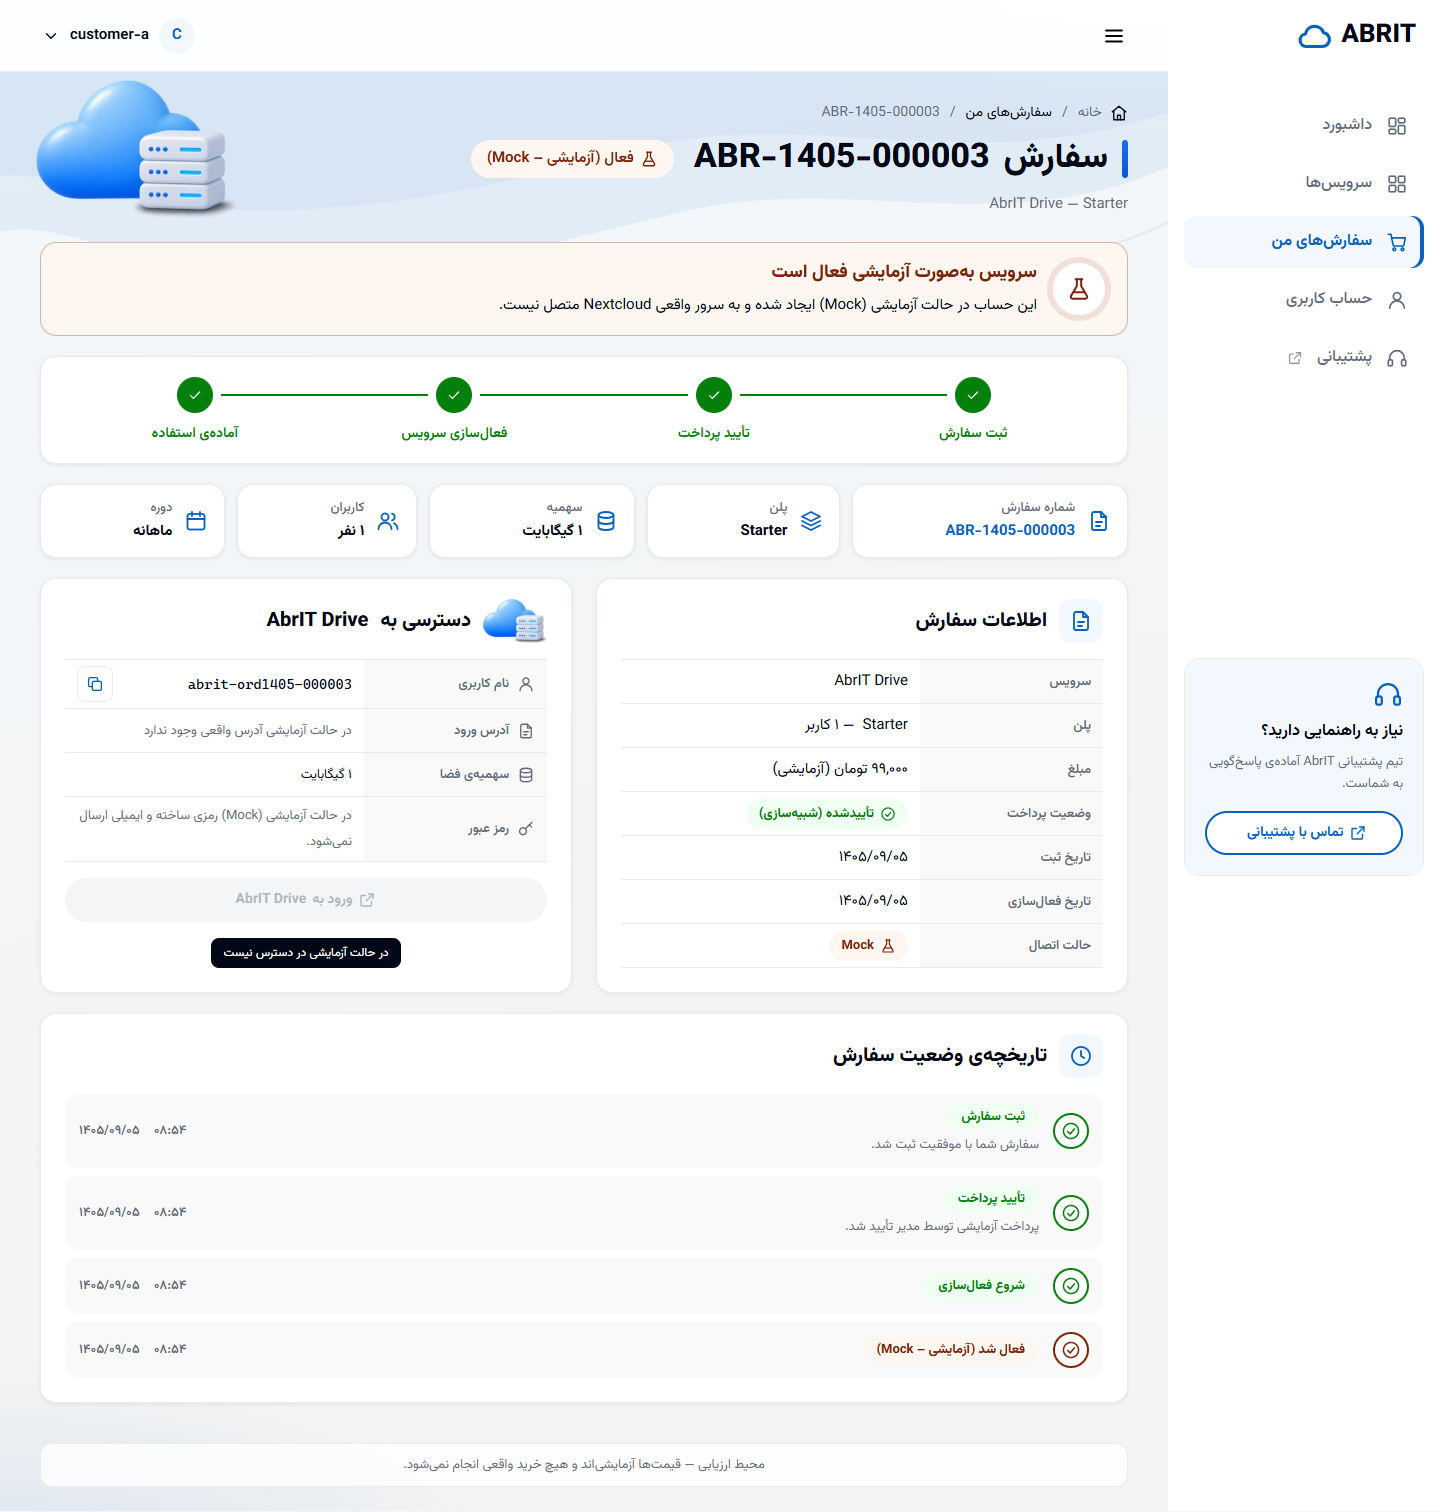 ABRIT
داشبورد
سرویس‌ها
سفارش‌های من
حساب کاربری
پشتیبانی
نیاز به راهنمایی دارید؟
تیم پشتیبانی AbrIT آماده‌ی پاسخ‌گویی
به شماست.
تماس با پشتیبانی
C customer-a
خانه / سفارش‌های من / ABR-1405-000003
سفارش ABR-1405-000003 فعال (آزمایشی – Mock)
AbrIT Drive — Starter
سرویس به‌صورت آزمایشی فعال است
این حساب در حالت آزمایشی (Mock) ایجاد شده و به سرور واقعی Nextcloud متصل نیست.
ثبت سفارش تأیید پرداخت فعال‌سازی سرویس آماده‌ی استفاده
شماره سفارش
ABR-1405-000003
پلن
Starter
سهمیه
۱ گیگابایت
کاربران
۱ نفر
دوره
ماهانه
اطلاعات سفارش
سرویس AbrIT Drive
پلن Starter — ۱ کاربر
مبلغ ۹۹,۰۰۰ تومان (آزمایشی)
وضعیت پرداخت تأییدشده (شبیه‌سازی)
تاریخ ثبت ۱۴۰۵/۰۹/۰۵
تاریخ فعال‌سازی ۱۴۰۵/۰۹/۰۵
حالت اتصال Mock
دسترسی به AbrIT Drive
نام کاربری abrit-ord1405-000003
آدرس ورود در حالت آزمایشی آدرس واقعی وجود ندارد
سهمیه‌ی فضا ۱ گیگابایت
رمز عبور در حالت آزمایشی (Mock) رمزی ساخته و ایمیلی ارسال
نمی‌شود.
ورود به AbrIT Drive
در حالت آزمایشی در دسترس نیست
تاریخچه‌ی وضعیت سفارش
ثبت سفارش
سفارش شما با موفقیت ثبت شد.
۱۴۰۵/۰۹/۰۵ ۰۸:۵۴
تأیید پرداخت
پرداخت آزمایشی توسط مدیر تأیید شد.
۱۴۰۵/۰۹/۰۵ ۰۸:۵۴
شروع فعال‌سازی
۱۴۰۵/۰۹/۰۵ ۰۸:۵۴
فعال شد (آزمایشی – Mock)
۱۴۰۵/۰۹/۰۵ ۰۸:۵۴
محیط ارزیابی — قیمت‌ها آزمایشی‌اند و هیچ خرید واقعی انجام نمی‌شود.